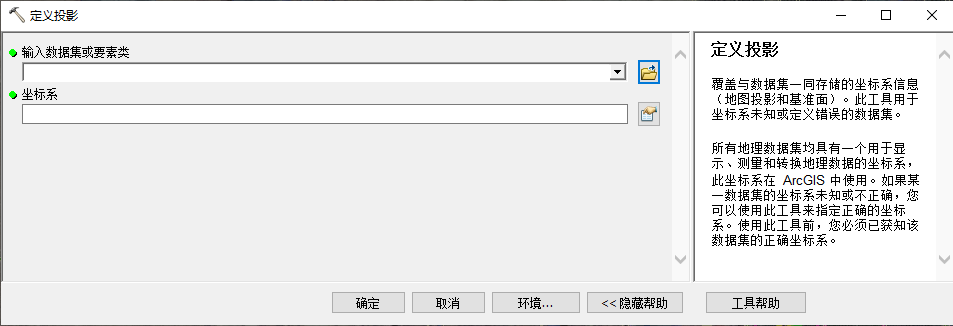 定义投影
输入数据集或要素类
坐标系
定义投影
覆盖与数据集一同存储的坐标系信息
（地图投影和基准面）。此工具用于
坐标系未知或定义错误的数据集。
所有地理数据集均具有一个用于显
示、测量和转换地理数据的坐标系，
此坐标系在 ArcGIS 中使用。如果某
一数据集的坐标系未知或不正确，您
可以使用此工具来指定正确的坐标
系。使用此工具前，您必须已获知该
数据集的正确坐标系。
确定 取消 环境... << 隐藏帮助 工具帮助